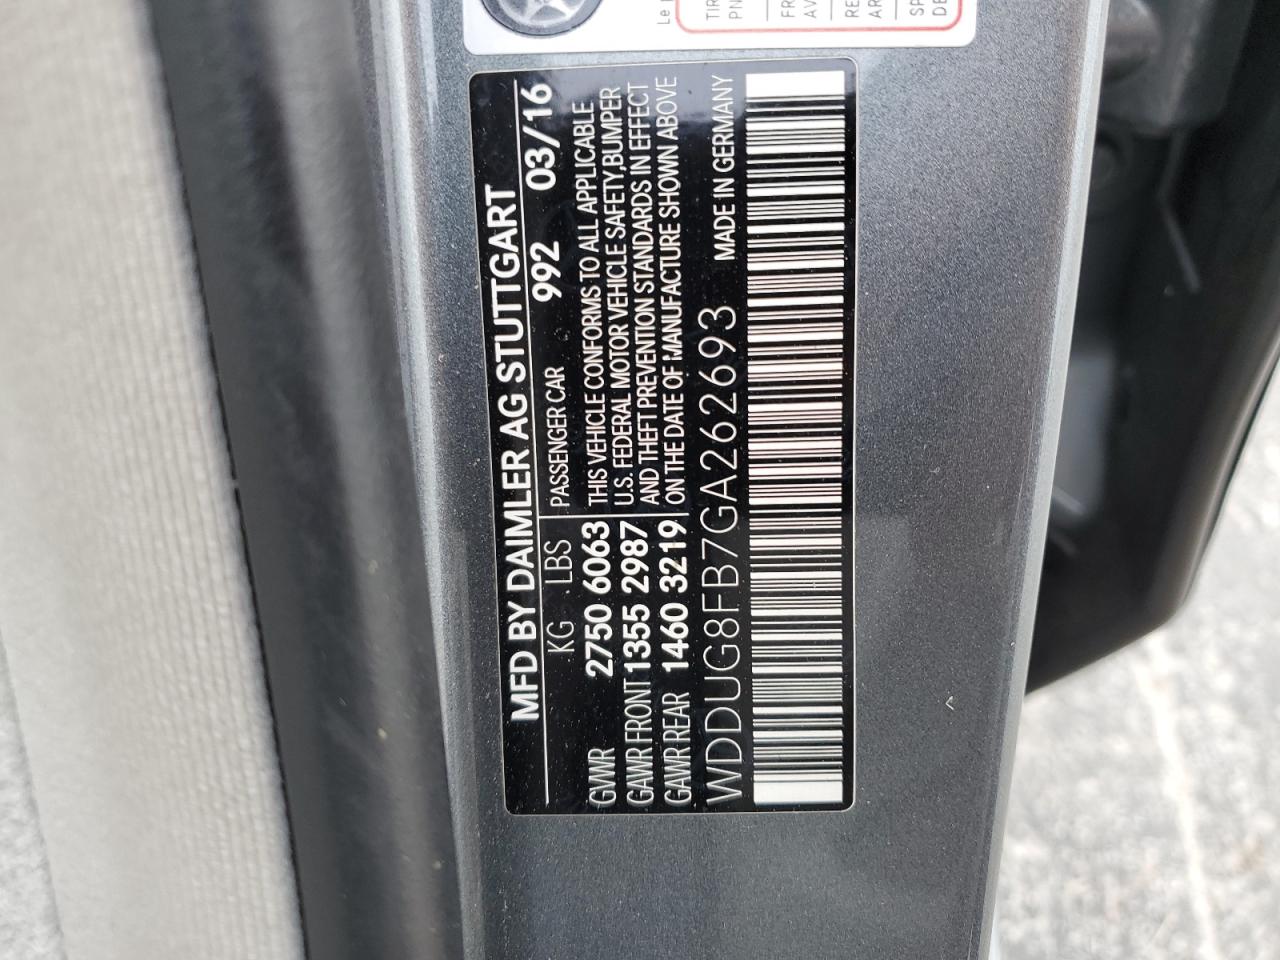 MFD BY DAIMLER AG STUTTGART
KG LBS PASSENGER CAR 992 03/16
GVWR 2750 6063 THIS VEHICLE CONFORMS TO ALL APPLICABLE
GAWR FRONT 1355 2987 U.S. FEDERAL MOTOR VEHICLE SAFETY,BUMPER
AND THEFT PREVENTION STANDARDS IN EFFECT
GAWR REAR 1460 3219 ON THE DATE OF MANUFACTURE SHOWN ABOVE
WDDUG8FB7GA262693 MADE IN GERMANY
Le